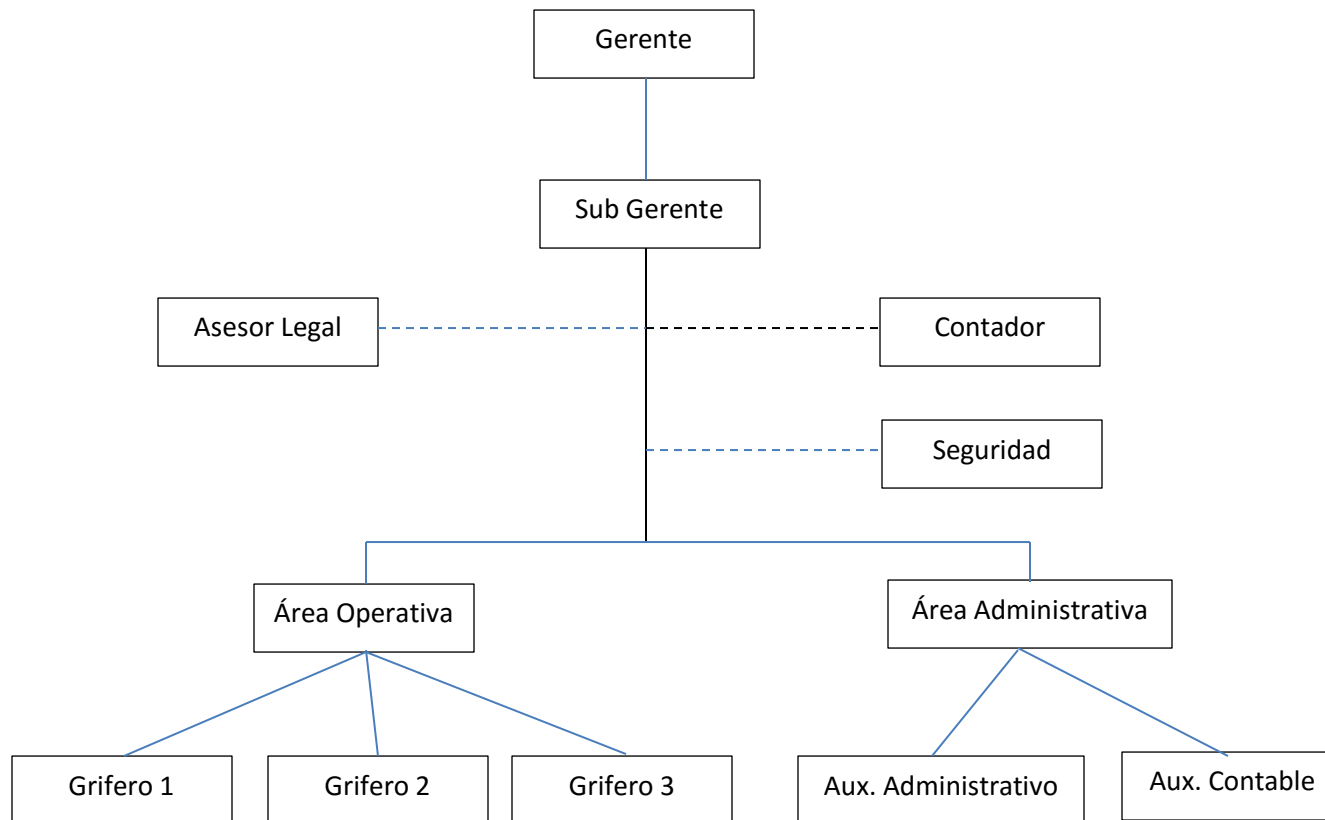 Gerente
Sub Gerente
Asesor Legal
Contador
Seguridad
Área Operativa
Área Administrativa
Grifero 1
Grifero 2
Grifero 3
Aux. Administrativo
Aux. Contable